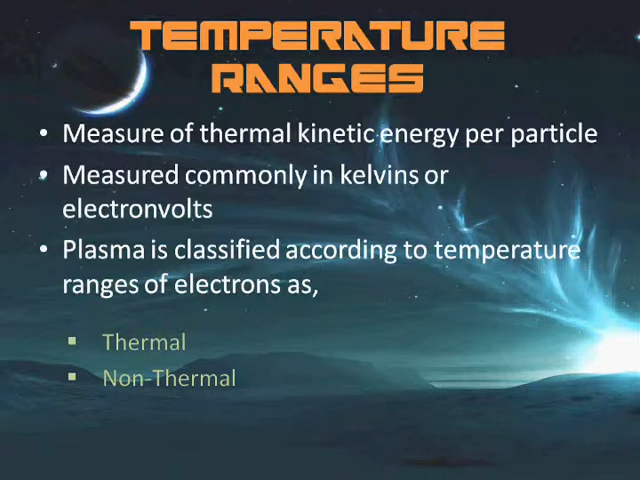 TEMPERATURE
RANGES
• Measure of thermal kinetic energy per particle
• Measured commonly in kelvins or
electronvolts
• Plasma is classified according to temperature
ranges of electrons as,
▪ Thermal
▪ Non-Thermal